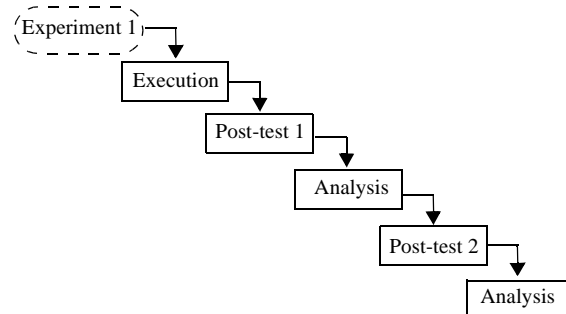 Experiment 1
Execution
Post-test 1
Analysis
Post-test 2
Analysis